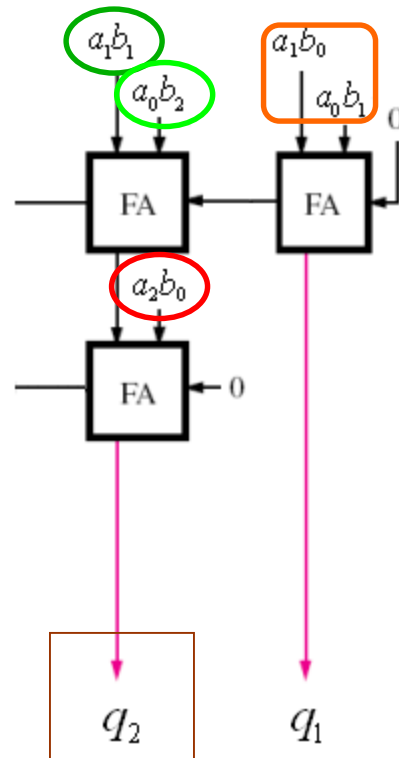 a₁b₁ a₁b₀
a₀b₂ a₀b₁ 0
FA FA
a₂b₀
FA 0
q₂ q₁